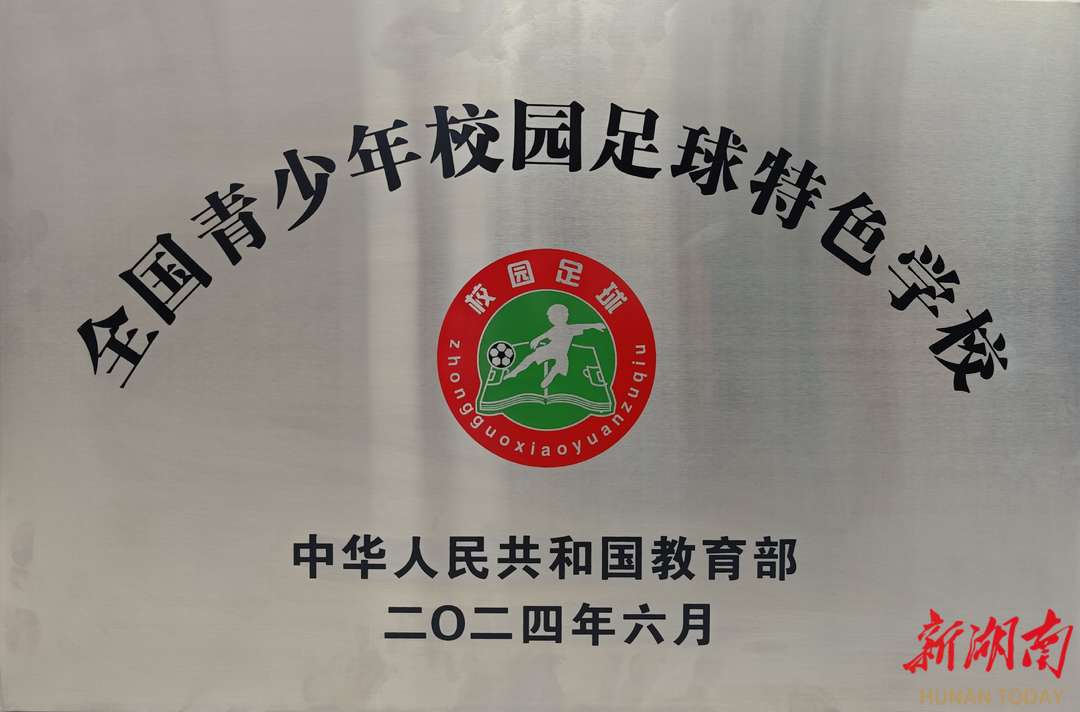 全国青少年校园足球特色学校
校园足球
zhongguoxiaoyuanzuqiu
中华人民共和国教育部
二〇二四年六月
新湖南
HUNAN TODAY